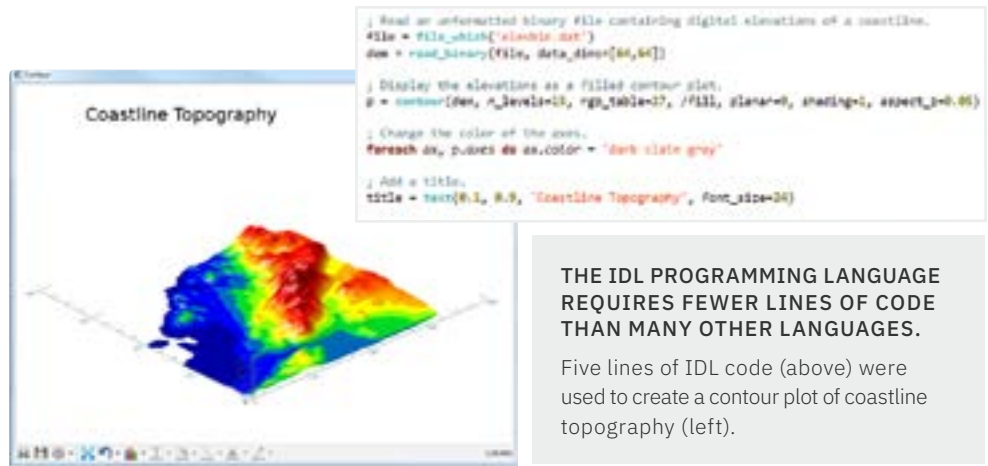 Contour
Coastline Topography
; Read an unformatted binary file containing digital elevations of a coastline.
file = file_which('elevbin.dat')
dem = read_binary(file, data_dims=[64,64])
; Display the elevations as a filled contour plot.
p = contour(dem, n_levels=15, rgb_table=27, /fill, planar=0, shading=1, aspect_z=0.05)
; Change the color of the axes.
foreach ax, p.axes do ax.color = 'dark slate gray'
; Add a title.
title = text(0.1, 0.9, 'Coastline Topography', font_size=24)
THE IDL PROGRAMMING LANGUAGE
REQUIRES FEWER LINES OF CODE
THAN MANY OTHER LANGUAGES.
Five lines of IDL code (above) were
used to create a contour plot of coastline
topography (left).